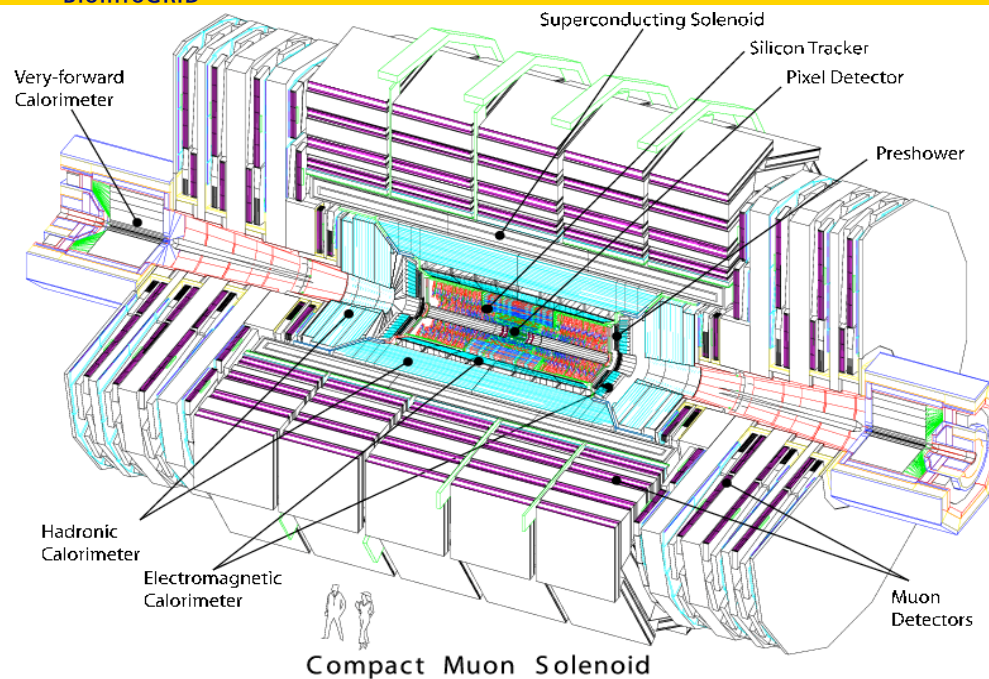 Superconducting Solenoid
Silicon Tracker
Pixel Detector
Very-forward
Calorimeter
Preshower
Hadronic
Calorimeter
Electromagnetic
Calorimeter
Muon
Detectors
Compact Muon Solenoid